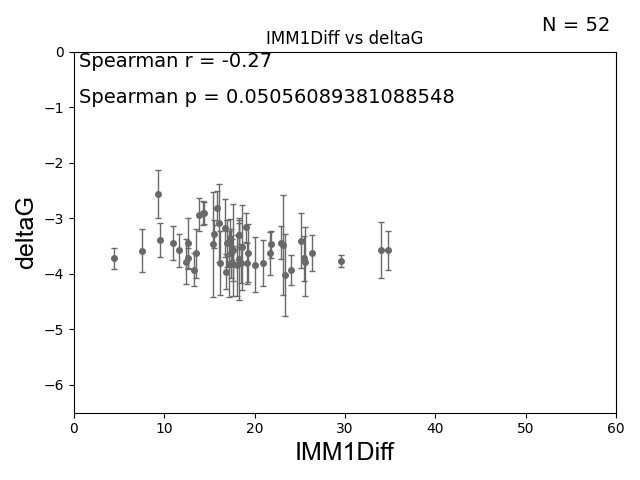 N = 52
IMM1Diff vs deltaG
Spearman r = -0.27
Spearman p = 0.05056089381088548
0
−1
−2
−3
−4
−5
−6
deltaG
0 10 20 30 40 50 60
IMM1Diff